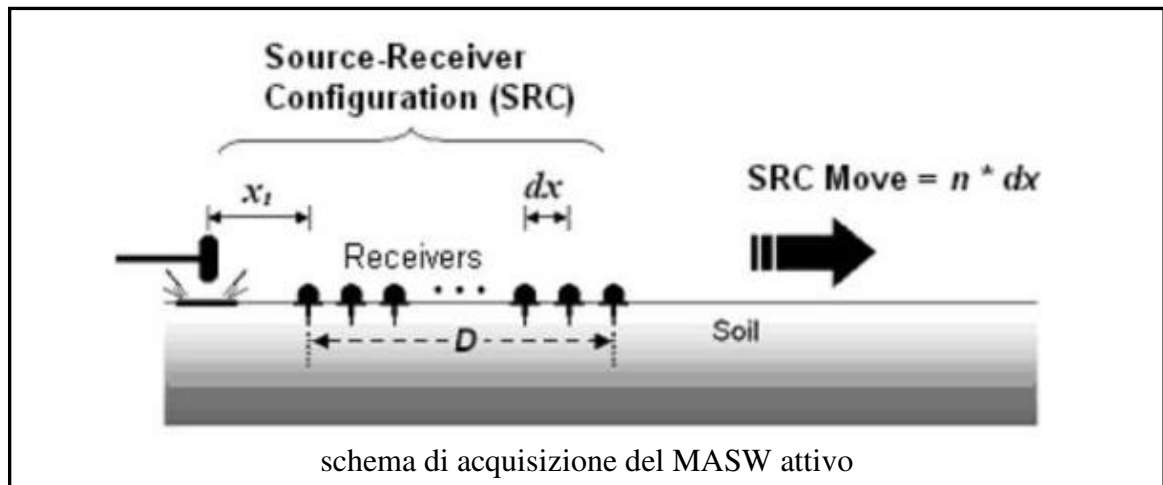 Source-Receiver
Configuration (SRC)
x₁
dx
SRC Move = n * dx
Receivers
D
Soil
schema di acquisizione del MASW attivo